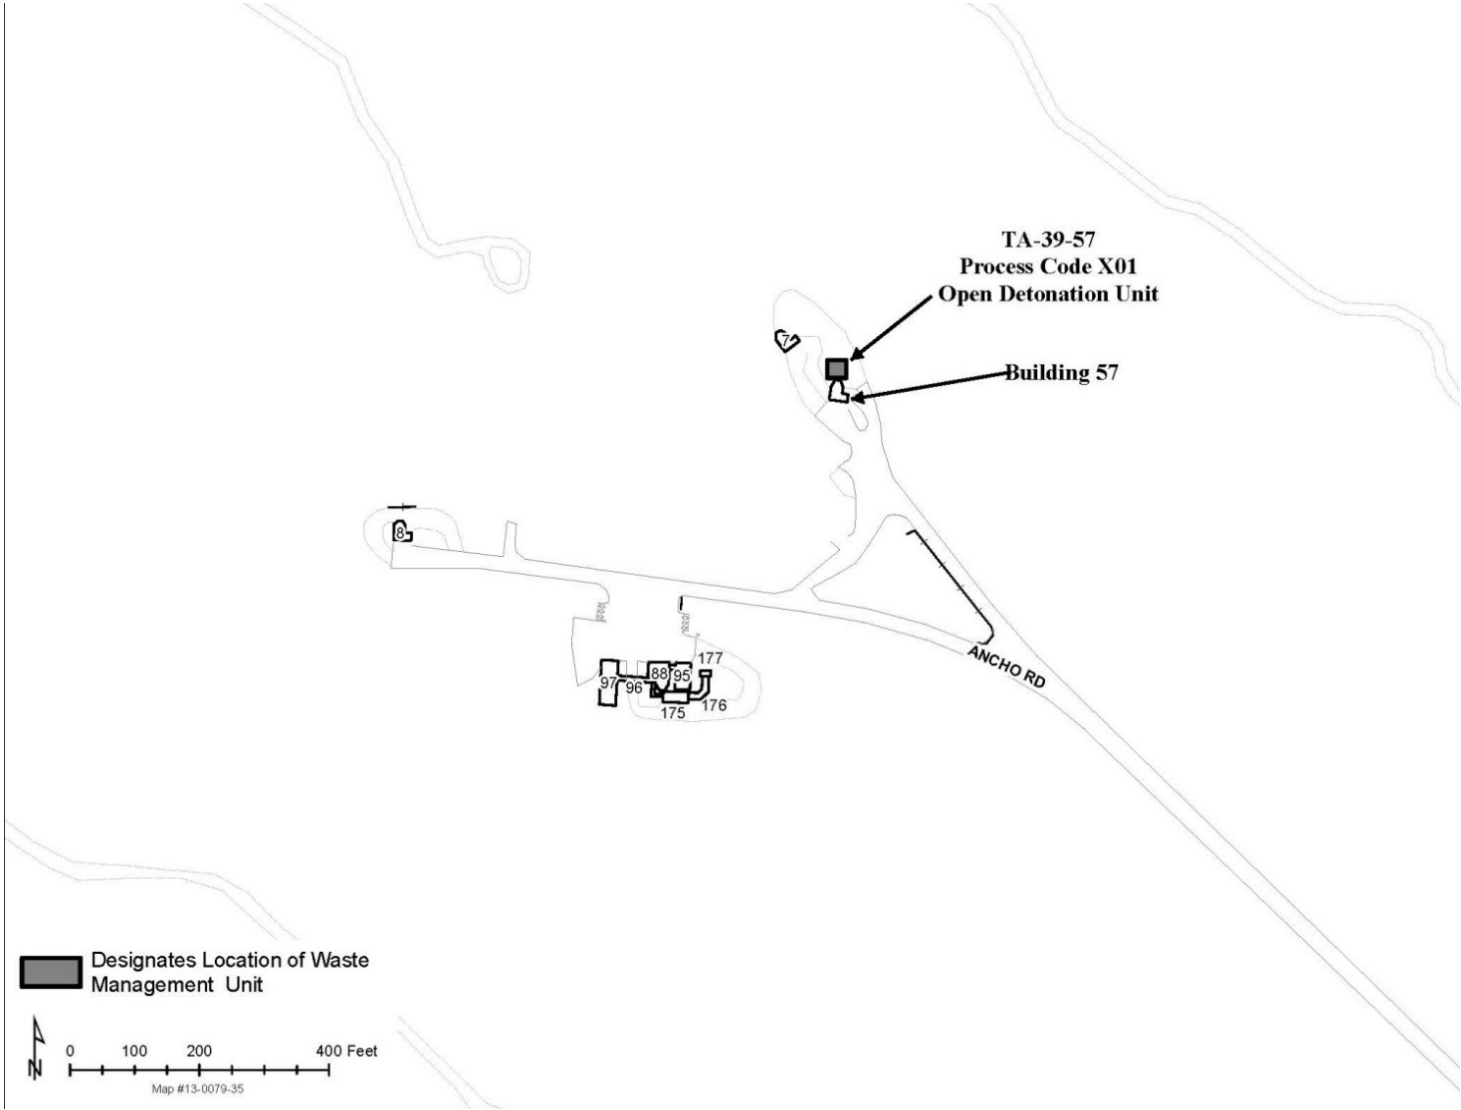 TA-39-57
Process Code X01
Open Detonation Unit
7
Building 57
8
ANCHO RD
177
88
95
97
96
176
175
Designates Location of Waste
Management Unit
N
0 100 200 400 Feet
Map #13-0079-35